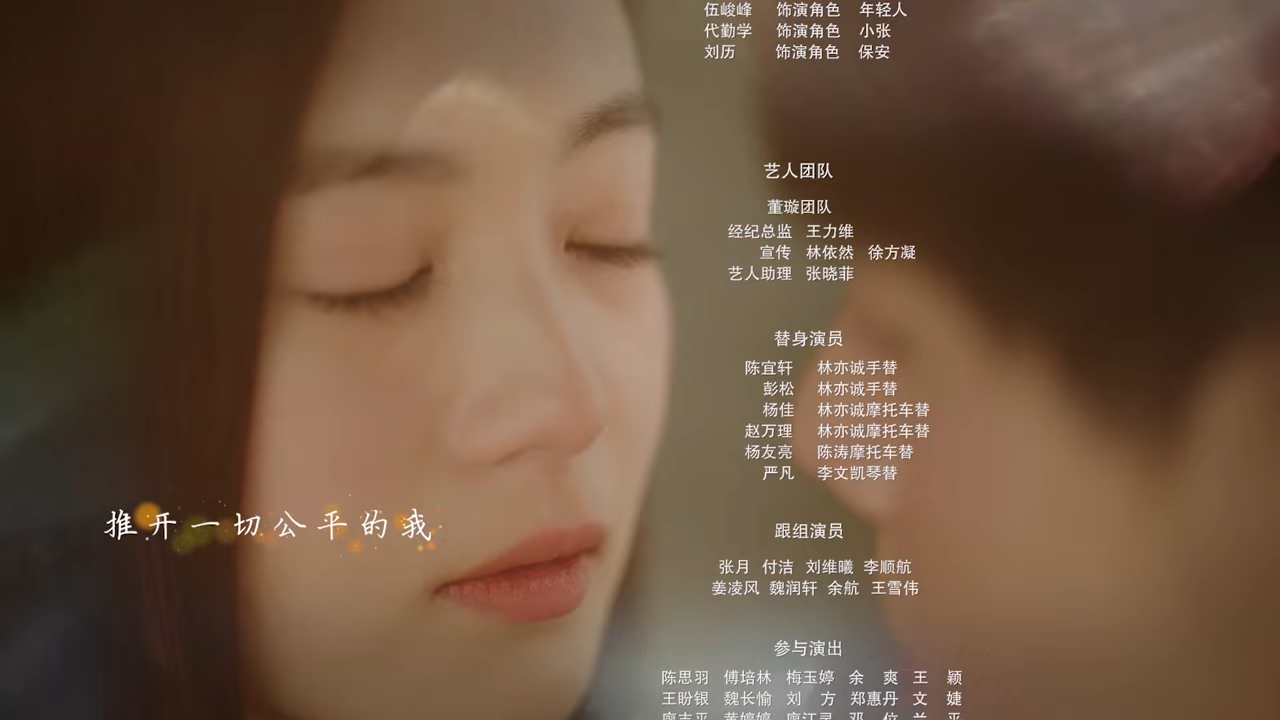 伍峻峰 饰演角色 年轻人
代勤学 饰演角色 小张
刘历 饰演角色 保安
艺人团队
董璇团队
经纪总监 王力维
宣传 林依然 徐方凝
艺人助理 张晓菲
替身演员
陈宜轩 林亦诚手替
彭松 林亦诚手替
杨佳 林亦诚摩托车替
赵万理 林亦诚摩托车替
杨友亮 陈涛摩托车替
严凡 李文凯琴替
推开一切公平的我
跟组演员
张月 付洁 刘维曦 李顺航
姜凌风 魏润轩 余航 王雪伟
参与演出
陈思羽 傅培林 梅玉婷 余爽 王颖
王盼银 魏长愉 刘方 郑惠丹 文婕